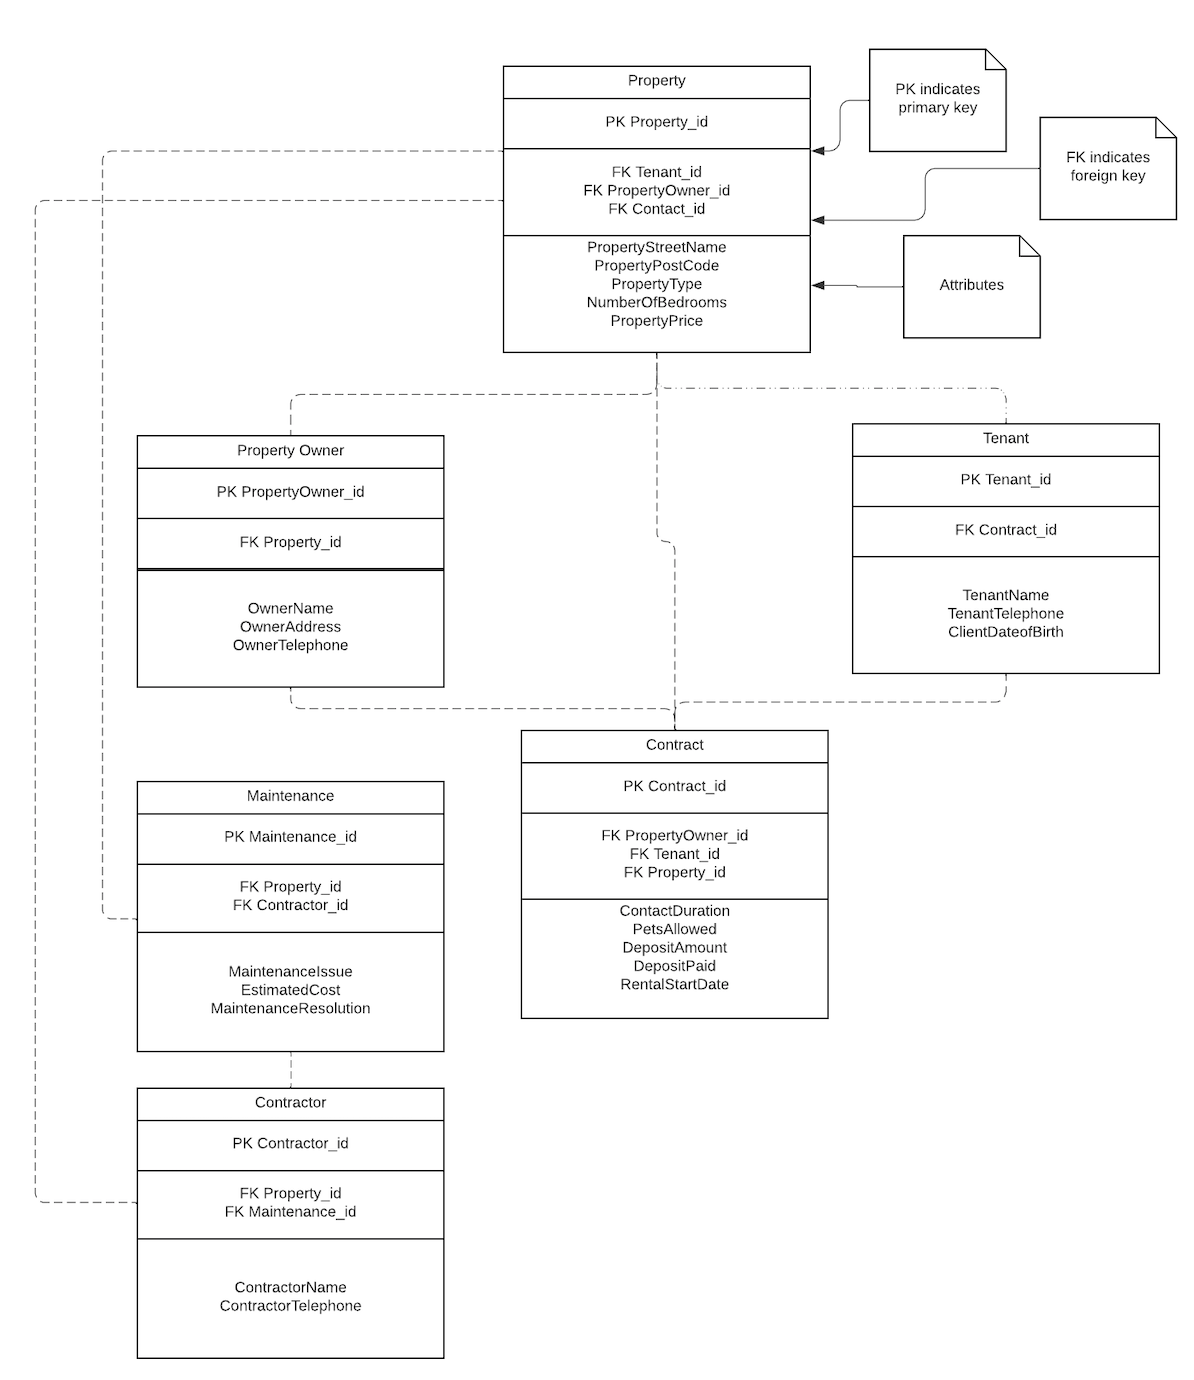 Property
PK Property_id
FK Tenant_id
FK PropertyOwner_id
FK Contact_id
PropertyStreetName
PropertyPostCode
PropertyType
NumberOfBedrooms
PropertyPrice
PK indicates
primary key
FK indicates
foreign key
Attributes
Property Owner
PK PropertyOwner_id
FK Property_id
OwnerName
OwnerAddress
OwnerTelephone
Tenant
PK Tenant_id
FK Contract_id
TenantName
TenantTelephone
ClientDateofBirth
Contract
PK Contract_id
FK PropertyOwner_id
FK Tenant_id
FK Property_id
ContactDuration
PetsAllowed
DepositAmount
DepositPaid
RentalStartDate
Maintenance
PK Maintenance_id
FK Property_id
FK Contractor_id
MaintenanceIssue
EstimatedCost
MaintenanceResolution
Contractor
PK Contractor_id
FK Property_id
FK Maintenance_id
ContractorName
ContractorTelephone